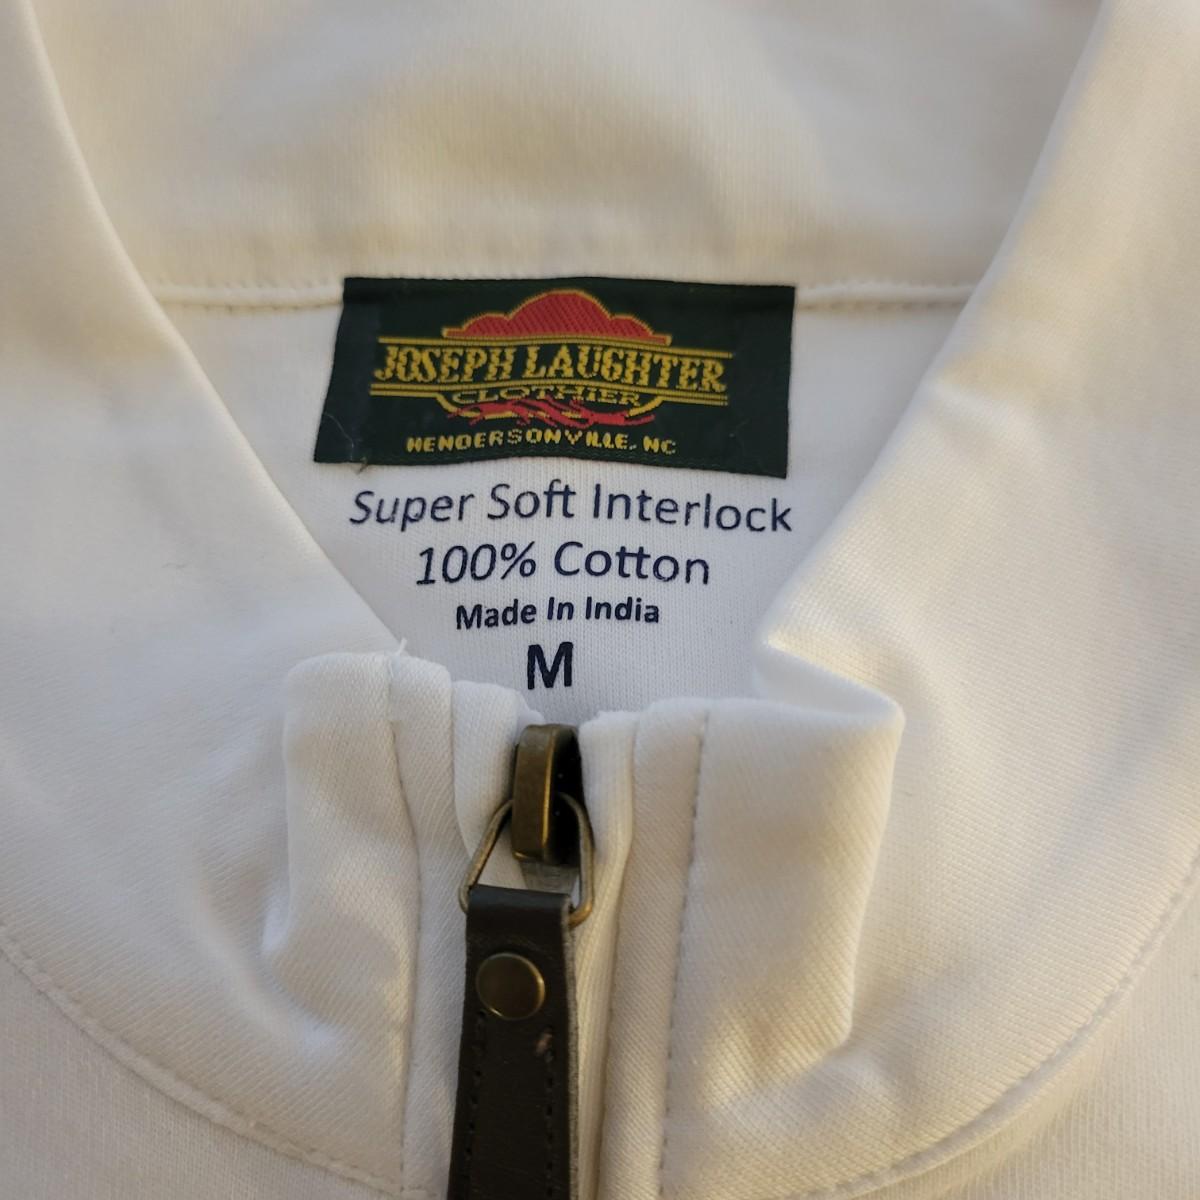 JOSEPH LAUGHTER
CLOTHIER
HENDERSONVILLE, NC
Super Soft Interlock
100% Cotton
Made In India
M